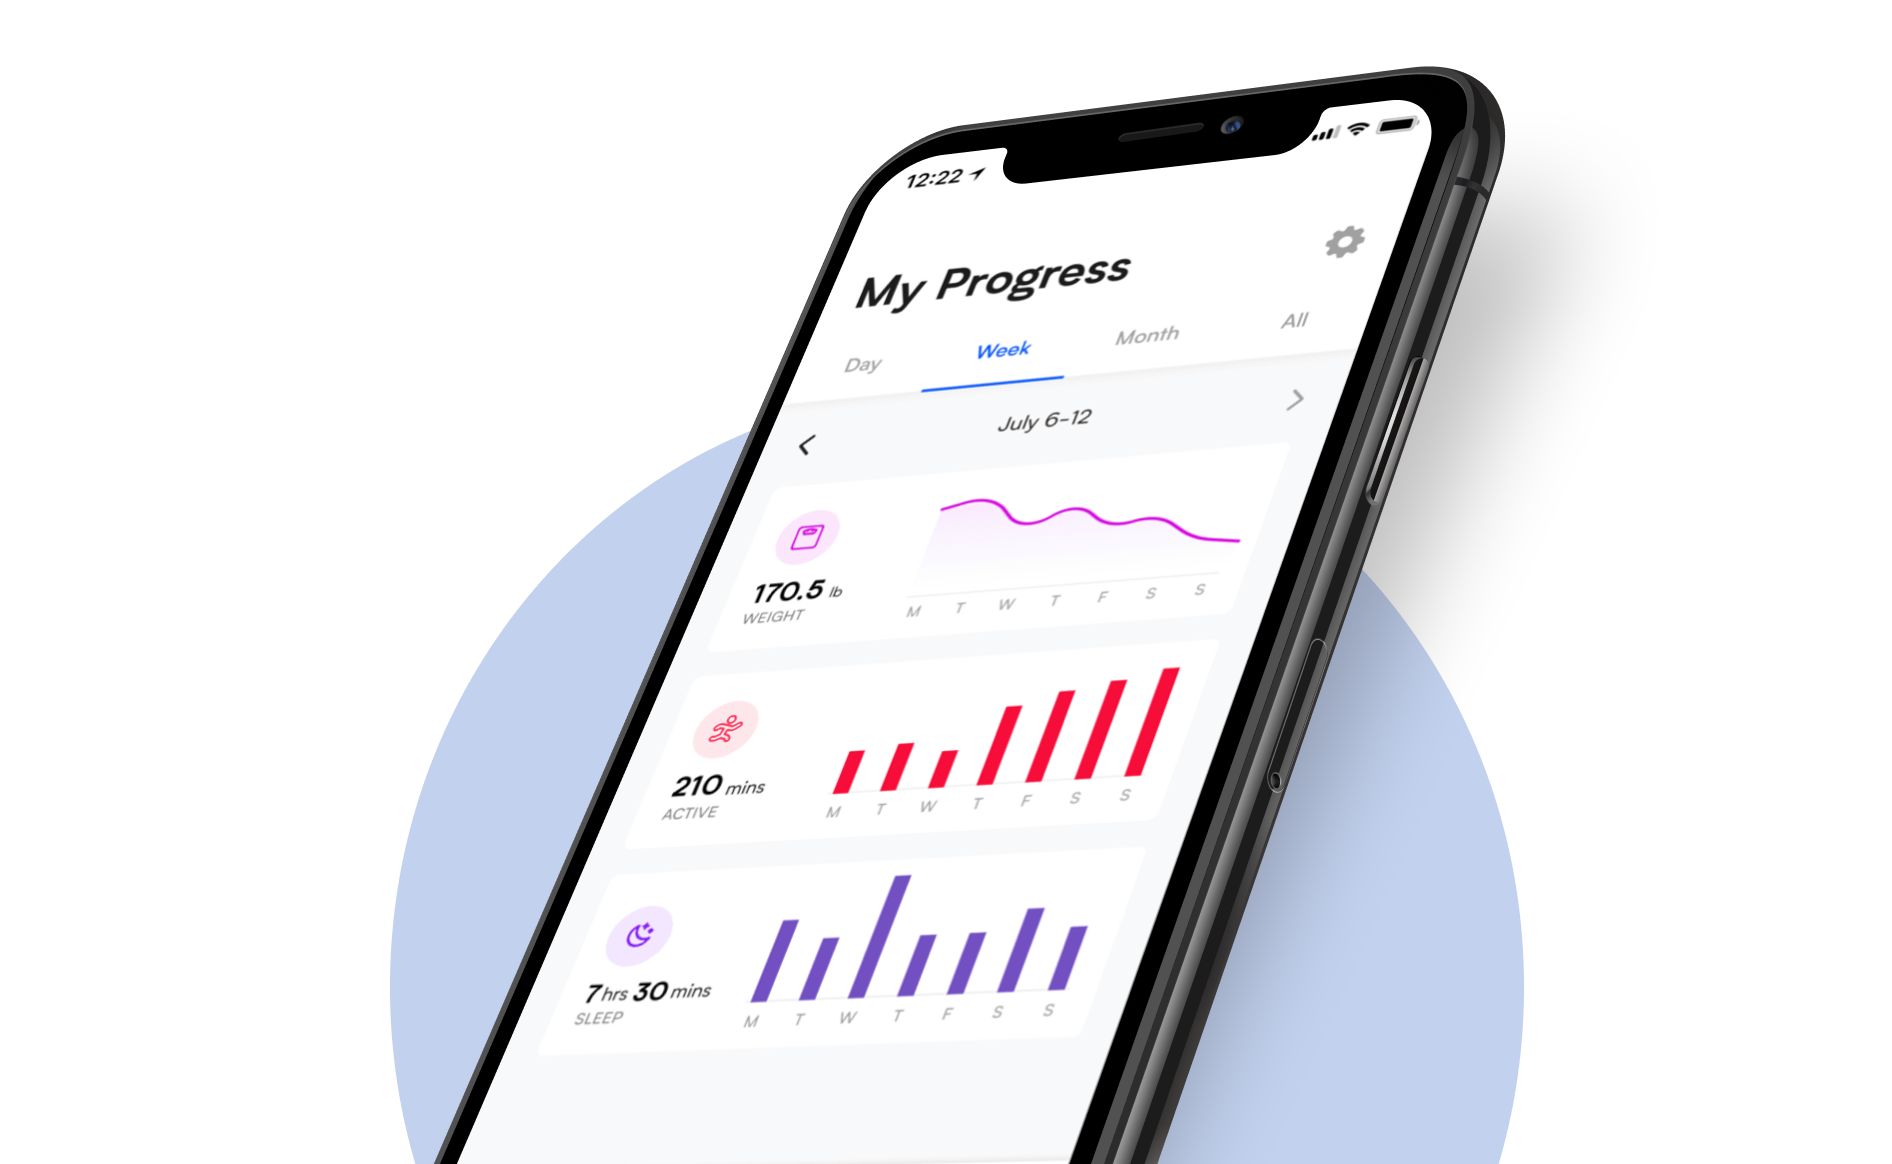 12:22
My Progress
Day Week Month All
July 6-12
170.5 lb
WEIGHT
M T W T F S S
210 mins
ACTIVE
M T W T F S S
7 hrs 30 mins
SLEEP
M T W T F S S